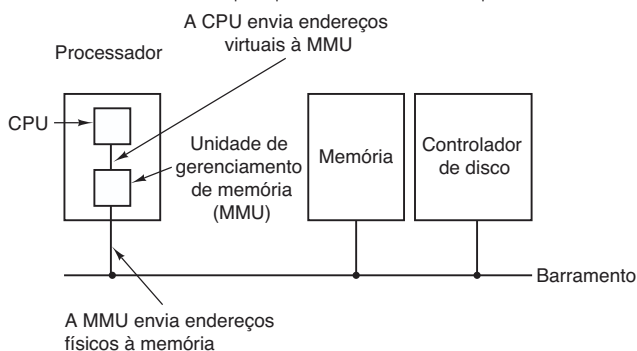 A CPU envia endereços
virtuais à MMU
Processador
CPU
Unidade de
gerenciamento
de memória
(MMU)
Memória
Controlador
de disco
Barramento
A MMU envia endereços
físicos à memória